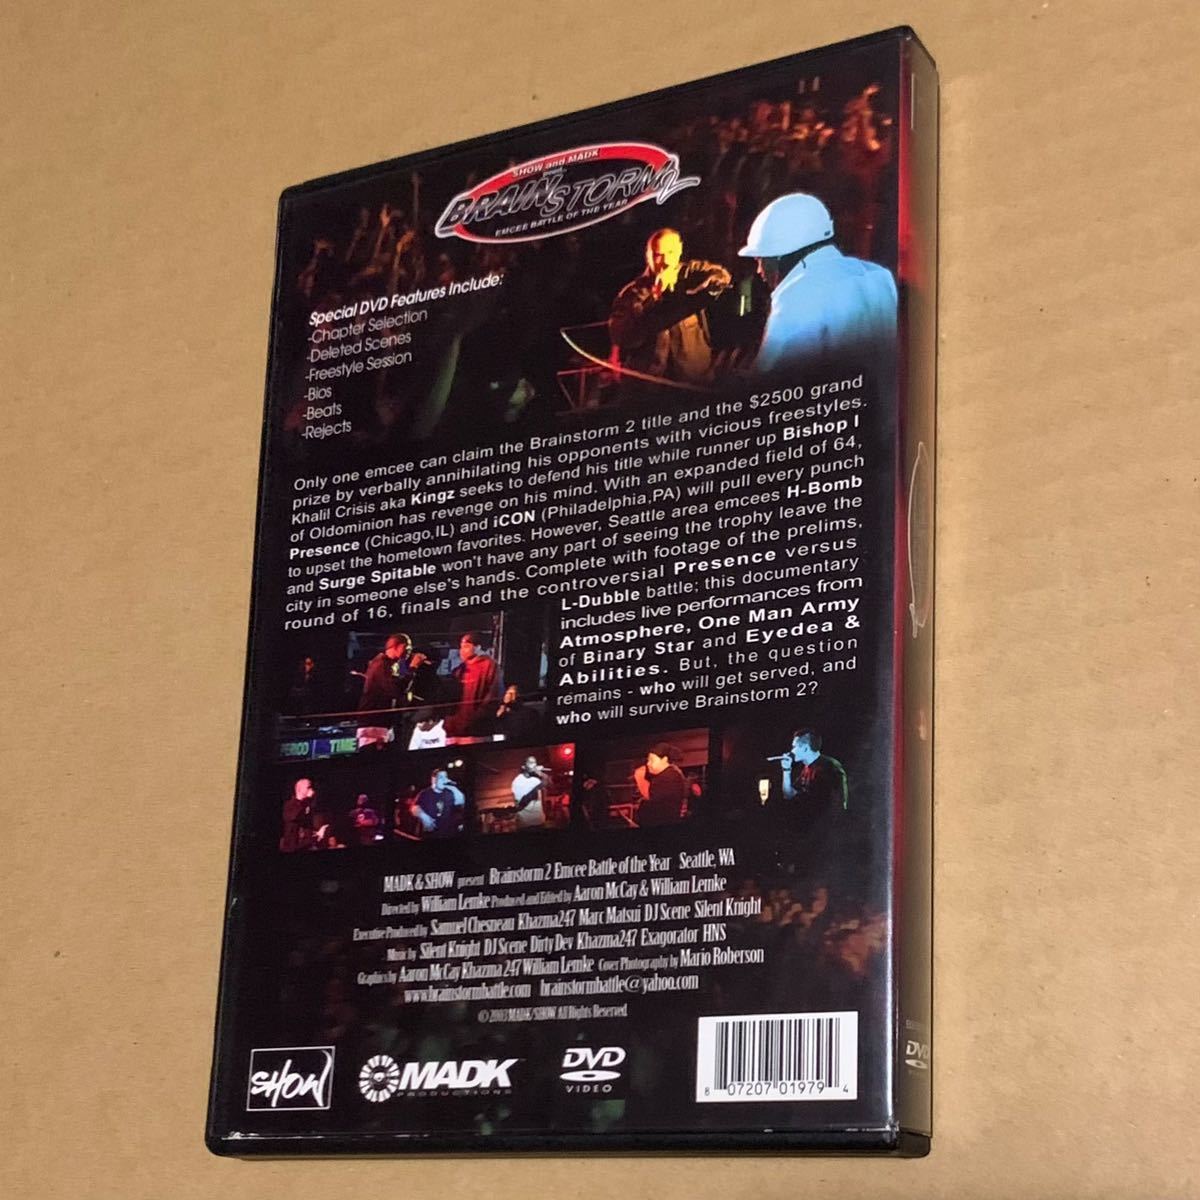 SHOW and MADK
present
BRAINSTORM 2
EMCEE BATTLE OF THE YEAR
Special DVD Features Include:
-Chapter Selection
-Deleted Scenes
-Freestyle Session
-Bios
-Beats
-Rejects
Only one emcee can claim the Brainstorm 2 title and the $2500 grand
prize by verbally annihilating his opponents with vicious freestyles.
Khalil Crisis aka Kingz seeks to defend his title while runner up Bishop I
of Oldominion has revenge on his mind. With an expanded field of 64,
Presence (Chicago,IL) and iCON (Philadelphia,PA) will pull every punch
to upset the hometown favorites. However, Seattle area emcees H-Bomb
and Surge Spitable won't have any part of seeing the trophy leave the
city in someone else's hands. Complete with footage of the prelims,
round of 16, finals and the controversial Presence versus
L-Dubble battle; this documentary
includes live performances from
Atmosphere, One Man Army
of Binary Star and Eyedea &
Abilities. But, the question
remains - who will get served, and
who will survive Brainstorm 2?
PERIOD TIME
MADK & SHOW present Brainstorm 2 Emcee Battle of the Year Seattle, WA
Directed by William Lemke Produced and Edited by Aaron McCay & William Lemke
Executive Produced by Samuel Chesneau Khazma247 Marc Matsui DJ Scene Silent Knight
Music by Silent Knight DJ Scene Dirty Dev Khazma247 Exagorator HNS
Graphics by Aaron McCay Khazma 247 William Lemke Cover Photography by Mario Roberson
www.brainstormbattle.com brainstormbattle@yahoo.com
© 2003 MADK/SHOW All Rights Reserved
SHOW
MADK
PRODUCTIONS
DVD
VIDEO
8 07207 01979 4
DVD